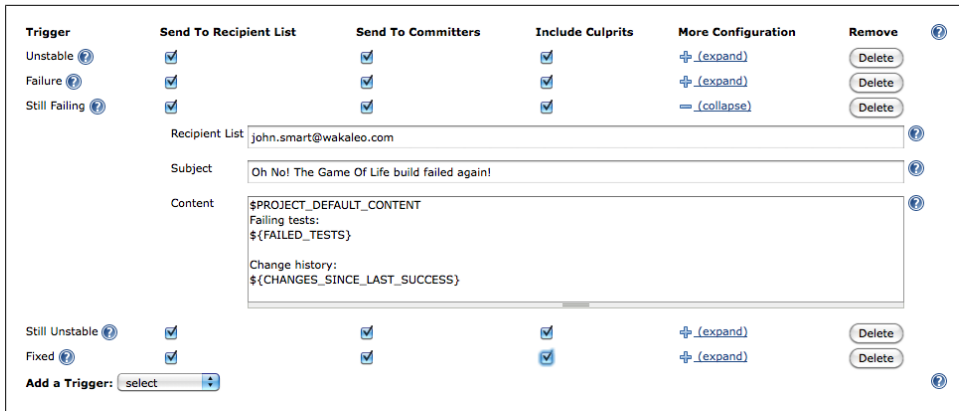 Trigger Send To Recipient List Send To Committers Include Culprits More Configuration Remove
Unstable (expand) Delete
Failure (expand) Delete
Still Failing (collapse) Delete
Recipient List john.smart@wakaleo.com
Subject Oh No! The Game Of Life build failed again!
Content $PROJECT_DEFAULT_CONTENT
Failing tests:
${FAILED_TESTS}
Change history:
${CHANGES_SINCE_LAST_SUCCESS}
Still Unstable (expand) Delete
Fixed (expand) Delete
Add a Trigger: select